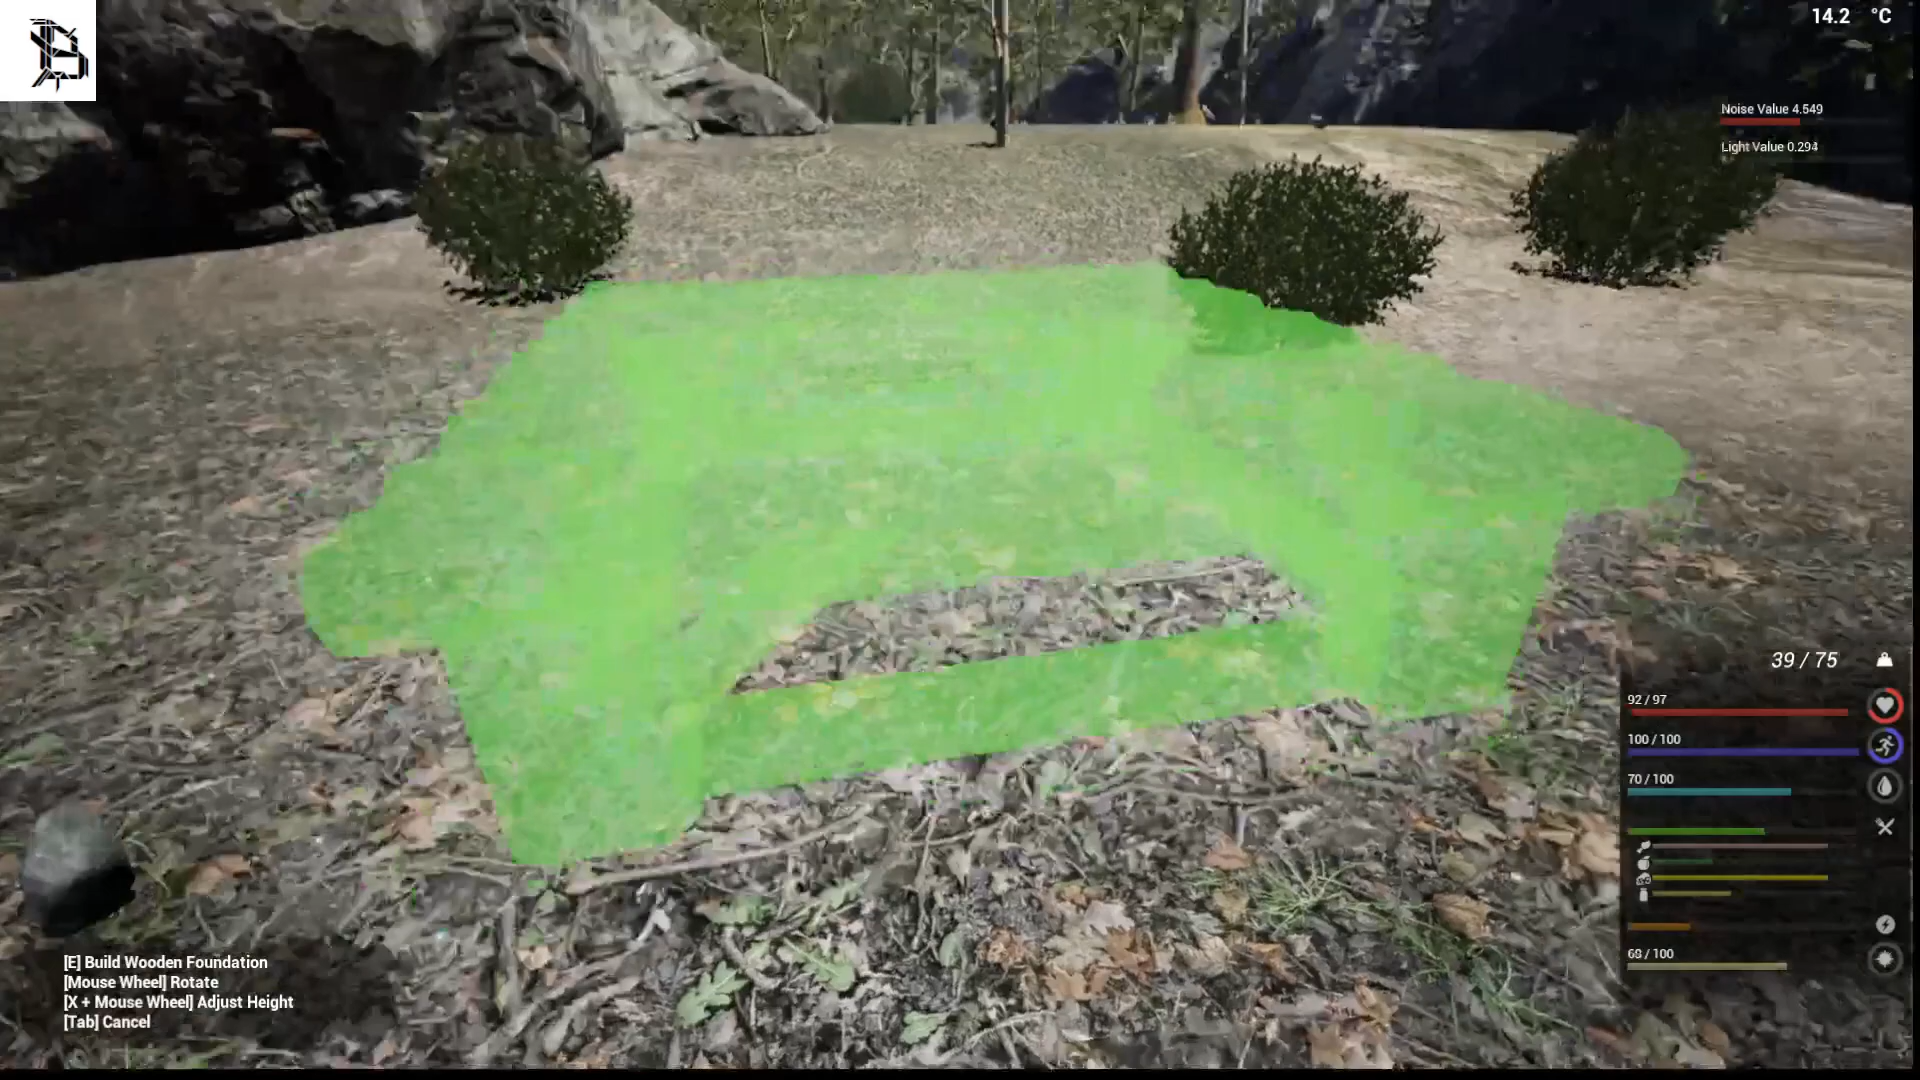 14.2 °C
Noise Value 4.549
Light Value 0.294
39 / 75
92 / 97
100 / 100
70 / 100
68 / 100
[E] Build Wooden Foundation
[Mouse Wheel] Rotate
[X + Mouse Wheel] Adjust Height
[Tab] Cancel